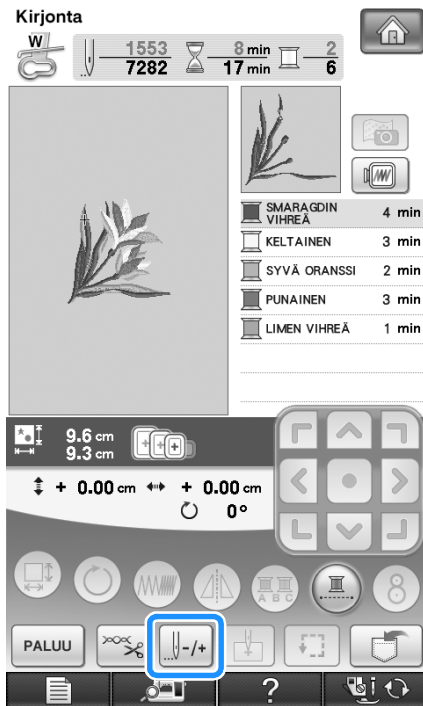 Kirjonta
W
1553
7282
8 min
17 min
2
6
SMARAGDIN
VIHREÄ
4 min
KELTAINEN
3 min
SYVÄ ORANSSI
2 min
PUNAINEN
3 min
LIMEN VIHREÄ
1 min
9.6 cm
9.3 cm
+ 0.00 cm
+ 0.00 cm
0°
A B C
8
PALUU
-/+
?